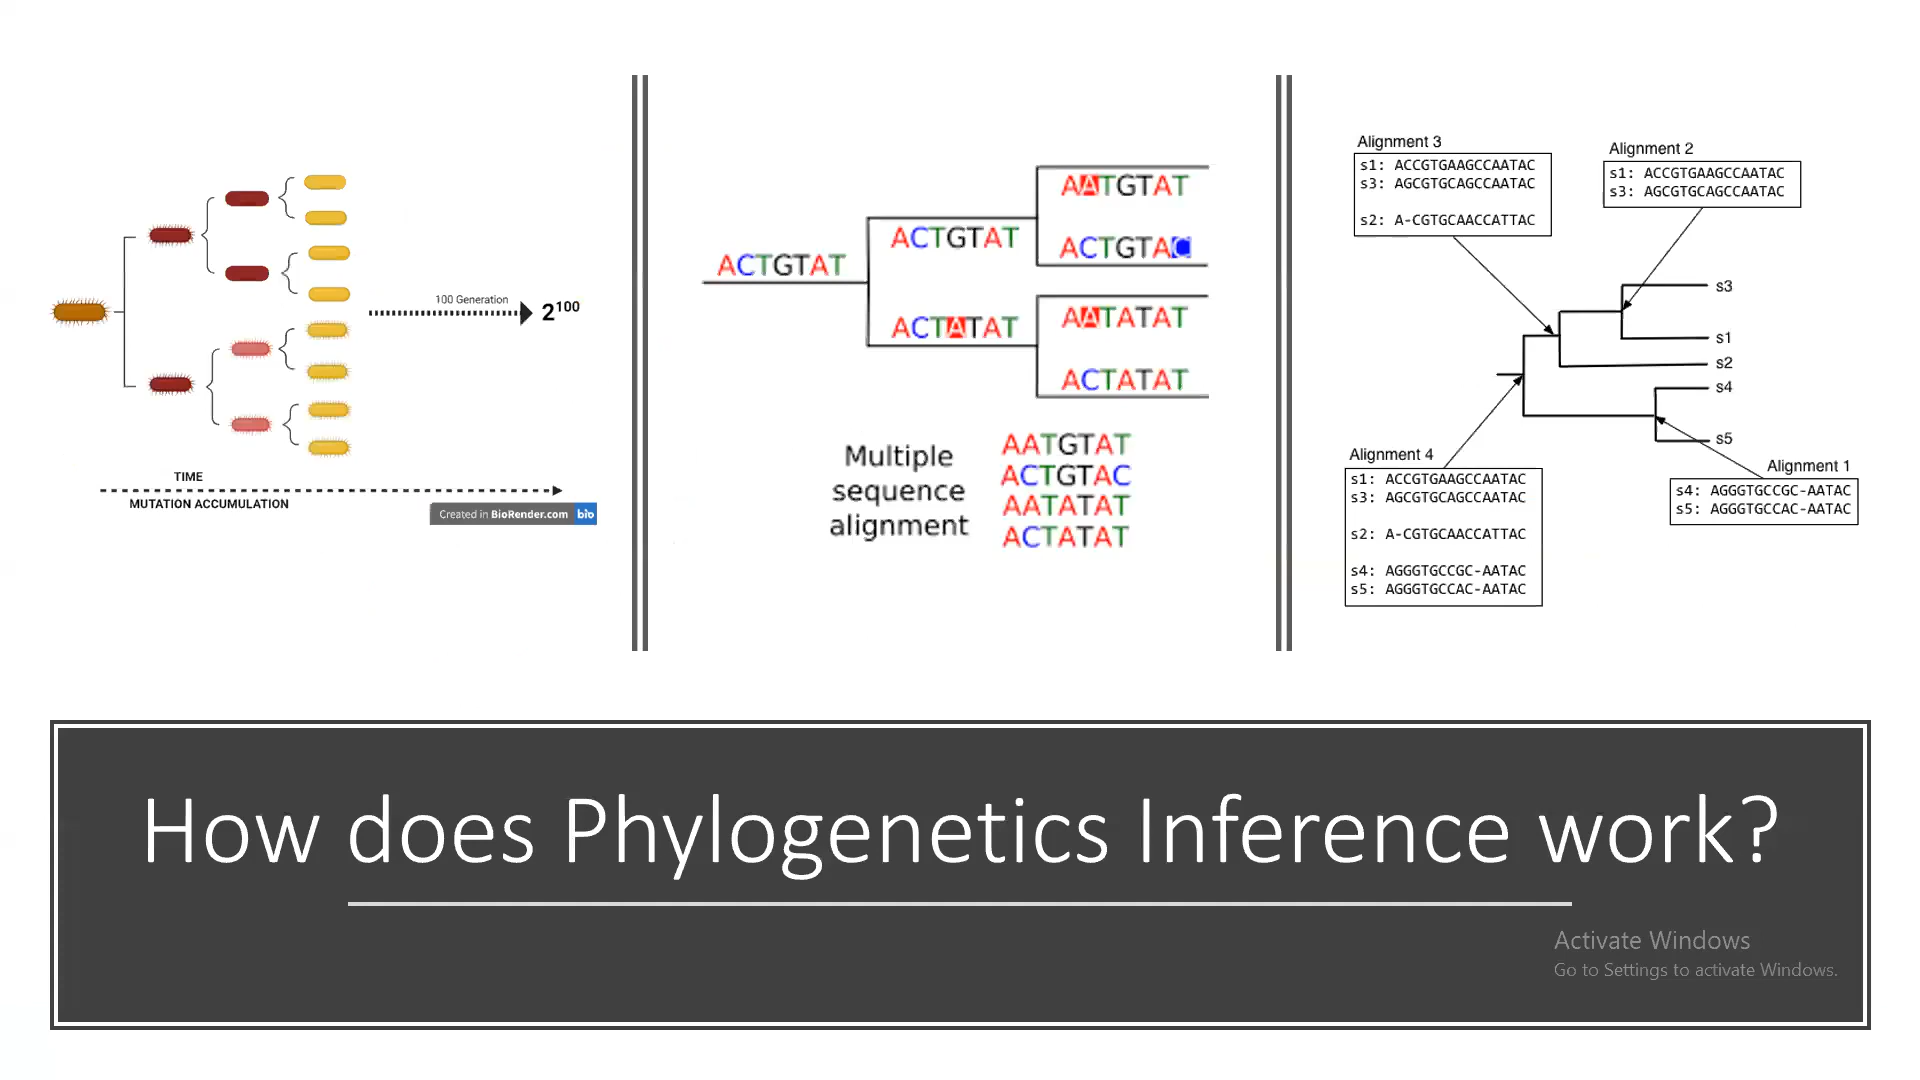 100 Generation
2^100
TIME
MUTATION ACCUMULATION
Created in BioRender.com bio
ACTGTAT
ACTGTAT
ACTATAT
AATGTAT
ACTGTAC
AATATAT
ACTATAT
Multiple
sequence
alignment
AATGTAT
ACTGTAC
AATATAT
ACTATAT
Alignment 3
s1: ACCGTGAAGCCAATAC
s3: AGCGTGCAGCCAATAC
s2: A-CGTGCAACCATTAC
Alignment 2
s1: ACCGTGAAGCCAATAC
s3: AGCGTGCAGCCAATAC
s3
s1
s2
s4
s5
Alignment 4
s1: ACCGTGAAGCCAATAC
s3: AGCGTGCAGCCAATAC
s2: A-CGTGCAACCATTAC
s4: AGGGTGCCGC-AATAC
s5: AGGGTGCCAC-AATAC
Alignment 1
s4: AGGGTGCCGC-AATAC
s5: AGGGTGCCAC-AATAC
How does Phylogenetics Inference work?
Activate Windows
Go to Settings to activate Windows.